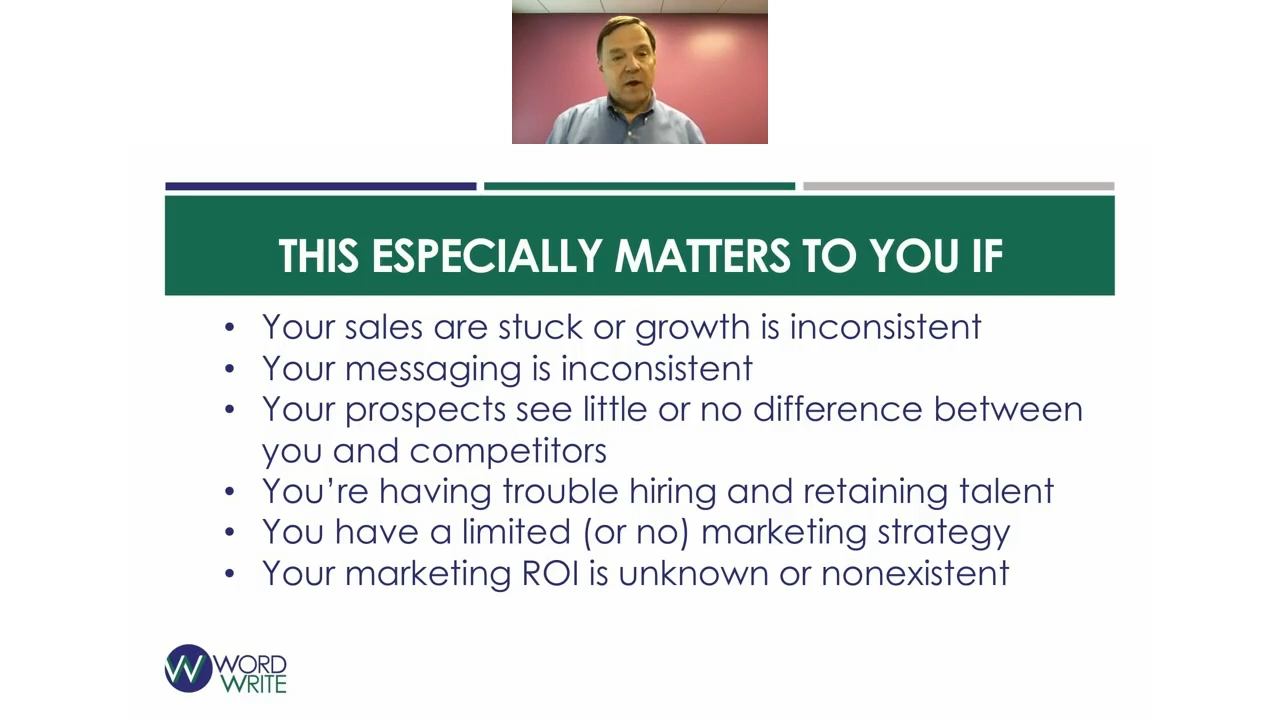 THIS ESPECIALLY MATTERS TO YOU IF
• Your sales are stuck or growth is inconsistent
• Your messaging is inconsistent
• Your prospects see little or no difference between
you and competitors
• You’re having trouble hiring and retaining talent
• You have a limited (or no) marketing strategy
• Your marketing ROI is unknown or nonexistent
W WORD
WRITE